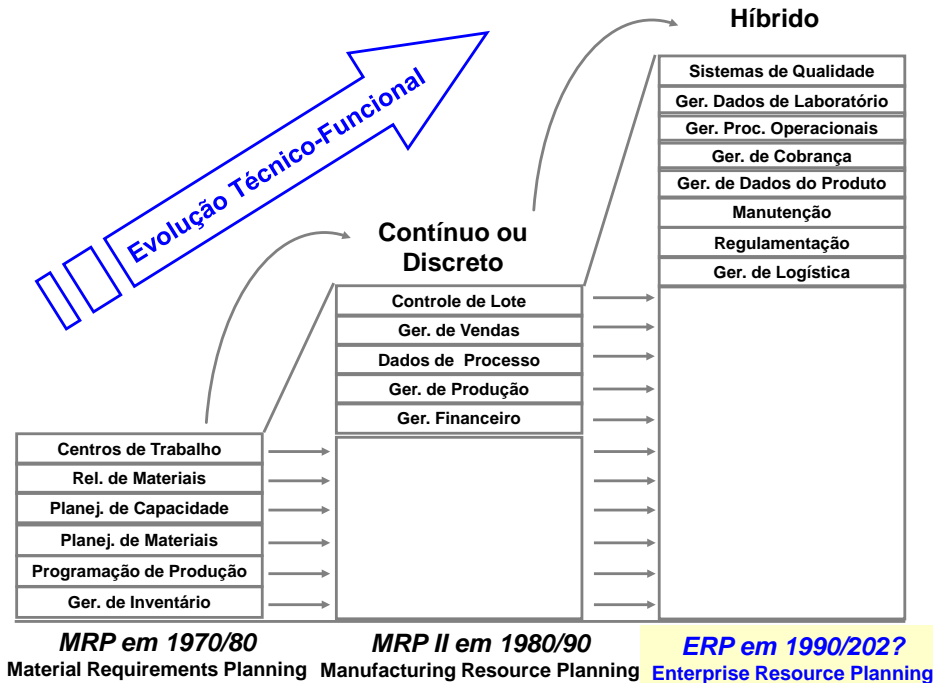 Híbrido
Sistemas de Qualidade
Ger. Dados de Laboratório
Ger. Proc. Operacionais
Ger. de Cobrança
Ger. de Dados do Produto
Manutenção
Regulamentação
Ger. de Logística
Evolução Técnico-Funcional
Contínuo ou
Discreto
Controle de Lote
Ger. de Vendas
Dados de Processo
Ger. de Produção
Ger. Financeiro
Centros de Trabalho
Rel. de Materiais
Planej. de Capacidade
Planej. de Materiais
Programação de Produção
Ger. de Inventário
MRP em 1970/80
Material Requirements Planning
MRP II em 1980/90
Manufacturing Resource Planning
ERP em 1990/202?
Enterprise Resource Planning